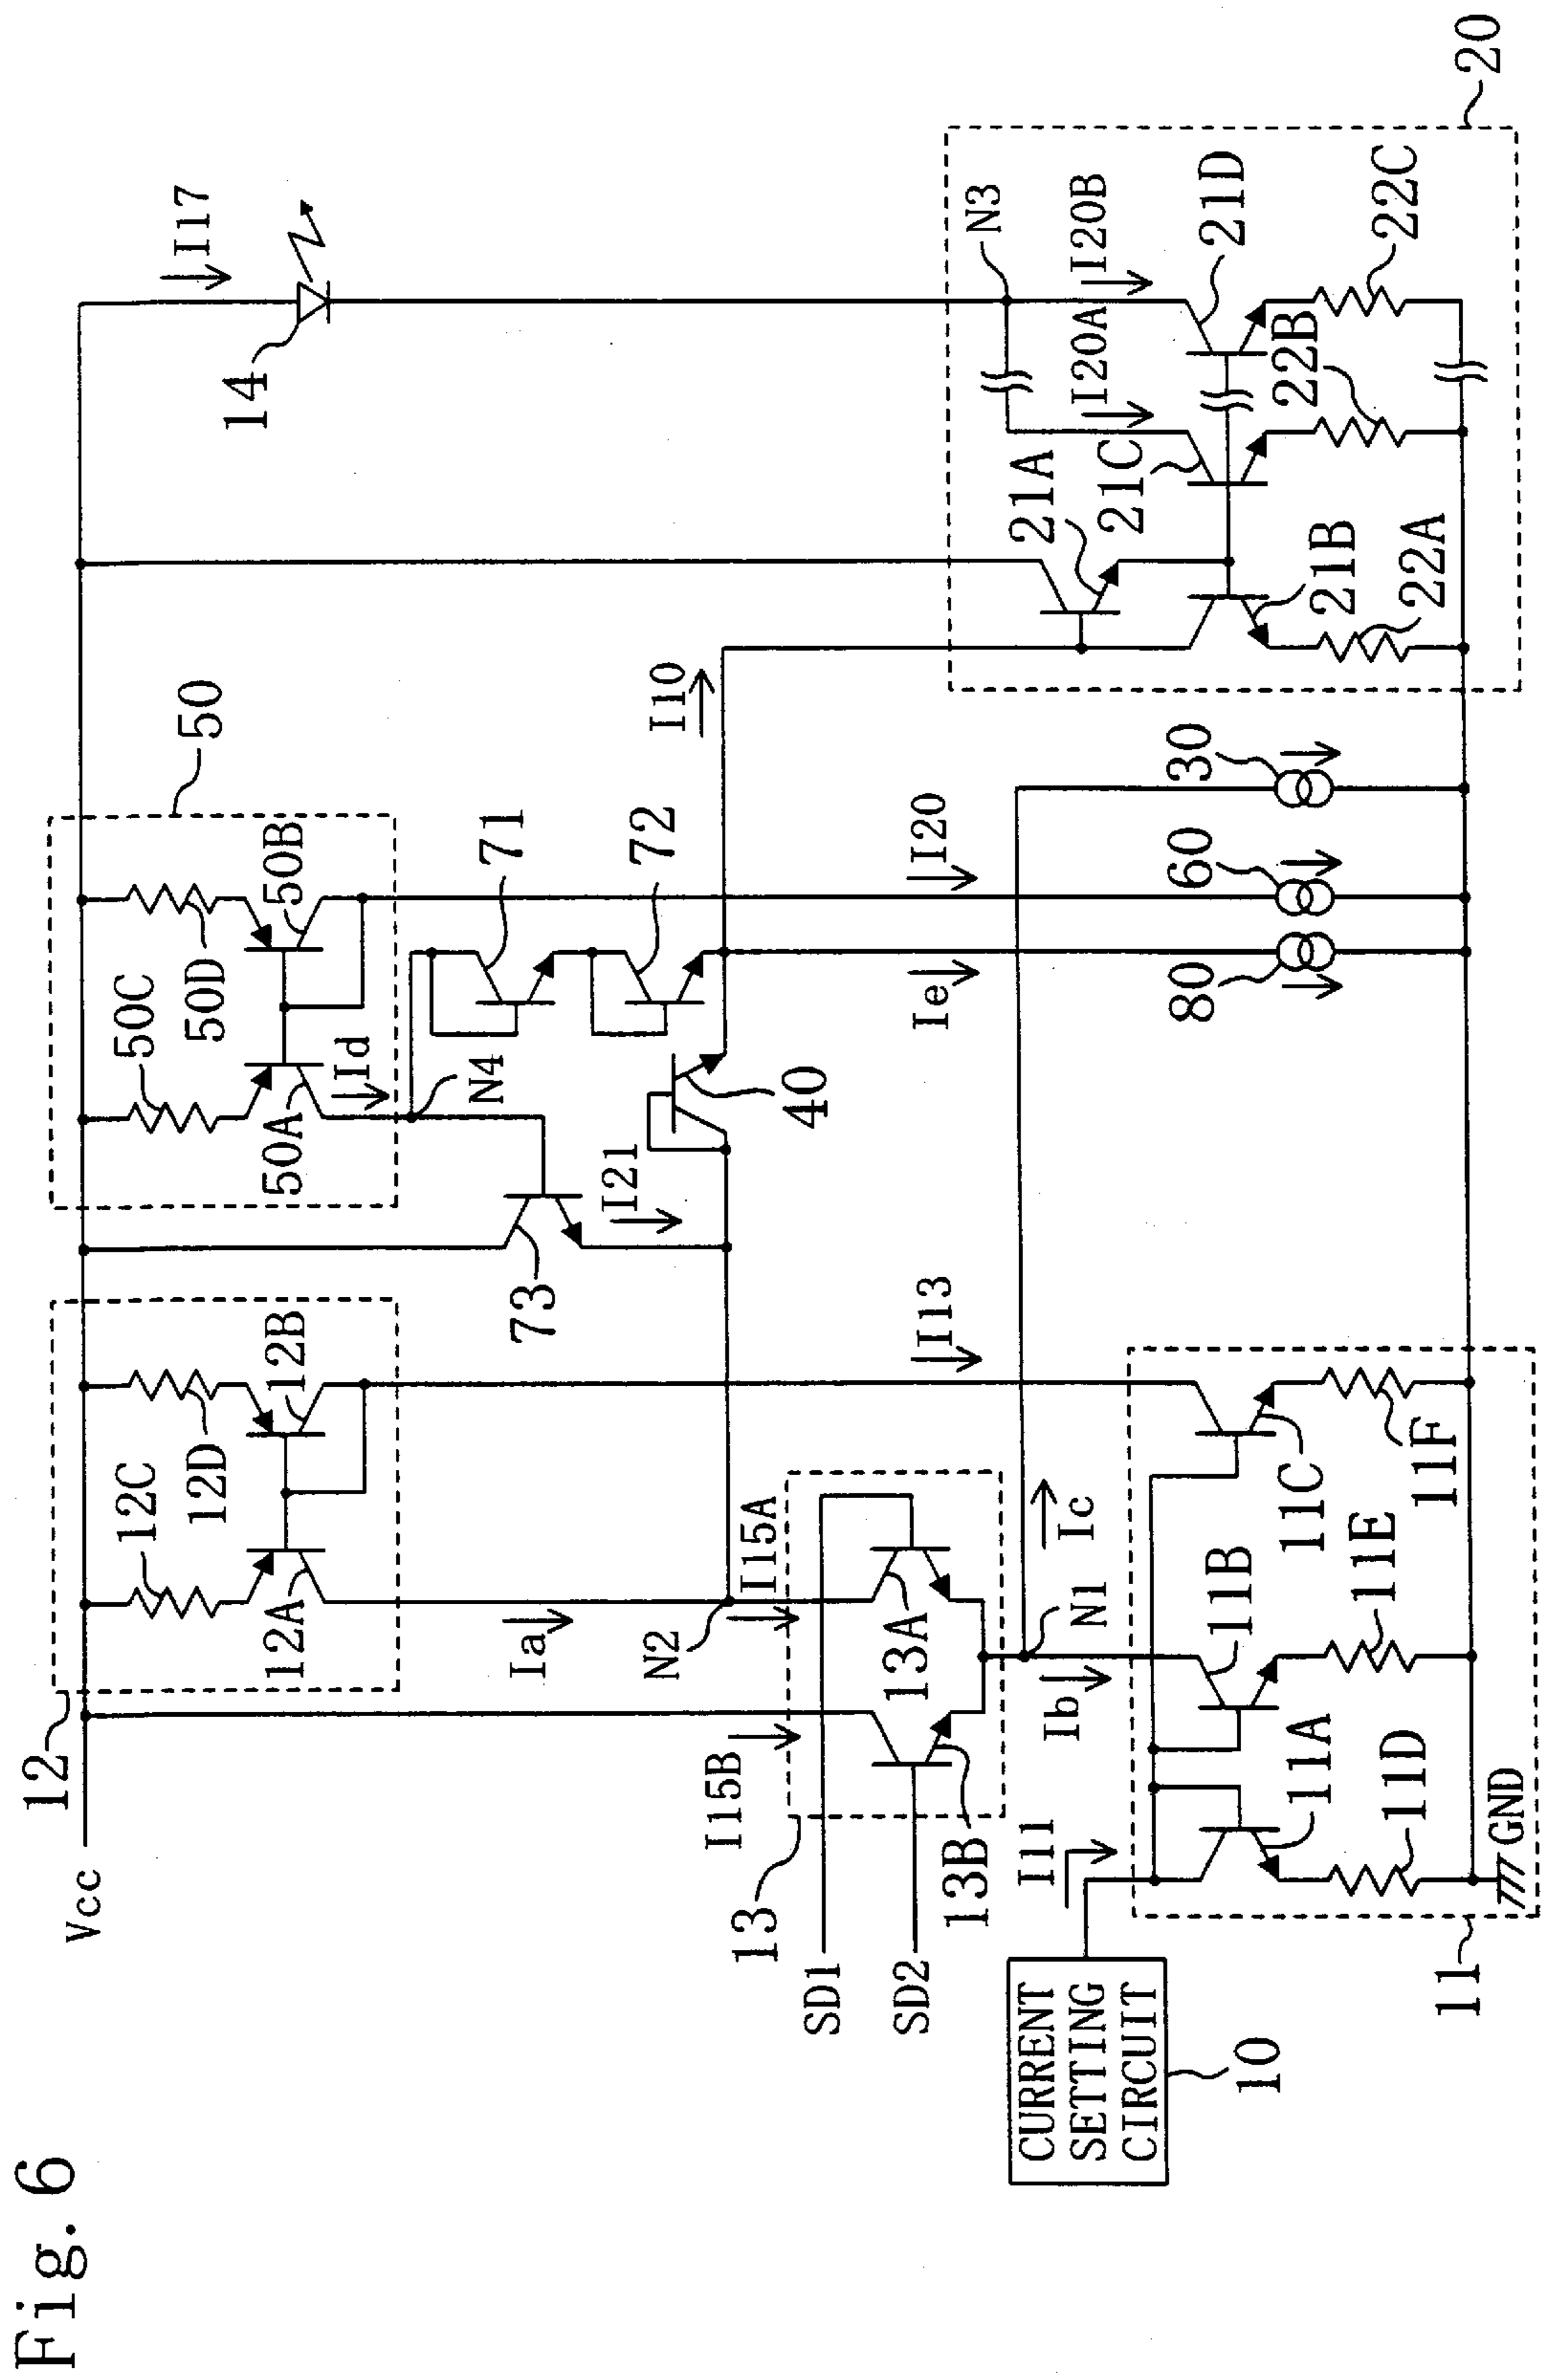 Fig. 6
Vcc
12
12C
12D
12A
12B
50
50C
50D
50A
50B
Id
N4
71
72
73
I21
40
14
I17
Ia
N2
I15A
I15B
13
13A
13B
SD1
SD2
I13
Ic
N1
Ib
I11
CURRENT
SETTING
CIRCUIT
10
11
11A
11B
11C
11D
11E
11F
GND
I10
I20
Ie
80
60
30
20
N3
I20A
I20B
21A
21B
21C
21D
22A
22B
22C